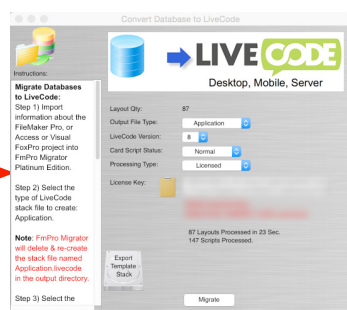 Convert Database to LiveCode
LIVECODE
Desktop, Mobile, Server
Instructions:
Migrate Databases
to LiveCode:
Step 1) Import
information about the
FileMaker Pro, or
Access or Visual
FoxPro project into
FmPro Migrator
Platinum Edition.
Step 2) Select the
type of LiveCode
stack file to create:
Application.
Note: FmPro Migrator
will delete & re-create
the stack file named
Application.livecode
in the output directory.
Step 3) Select the
Layout Qty: 87
Output File Type: Application
LiveCode Version: 8
Card Script Status: Normal
Processing Type: Licensed
License Key:
87 Layouts Processed in 23 Sec.
147 Scripts Processed.
Export
Template
Stack
Migrate